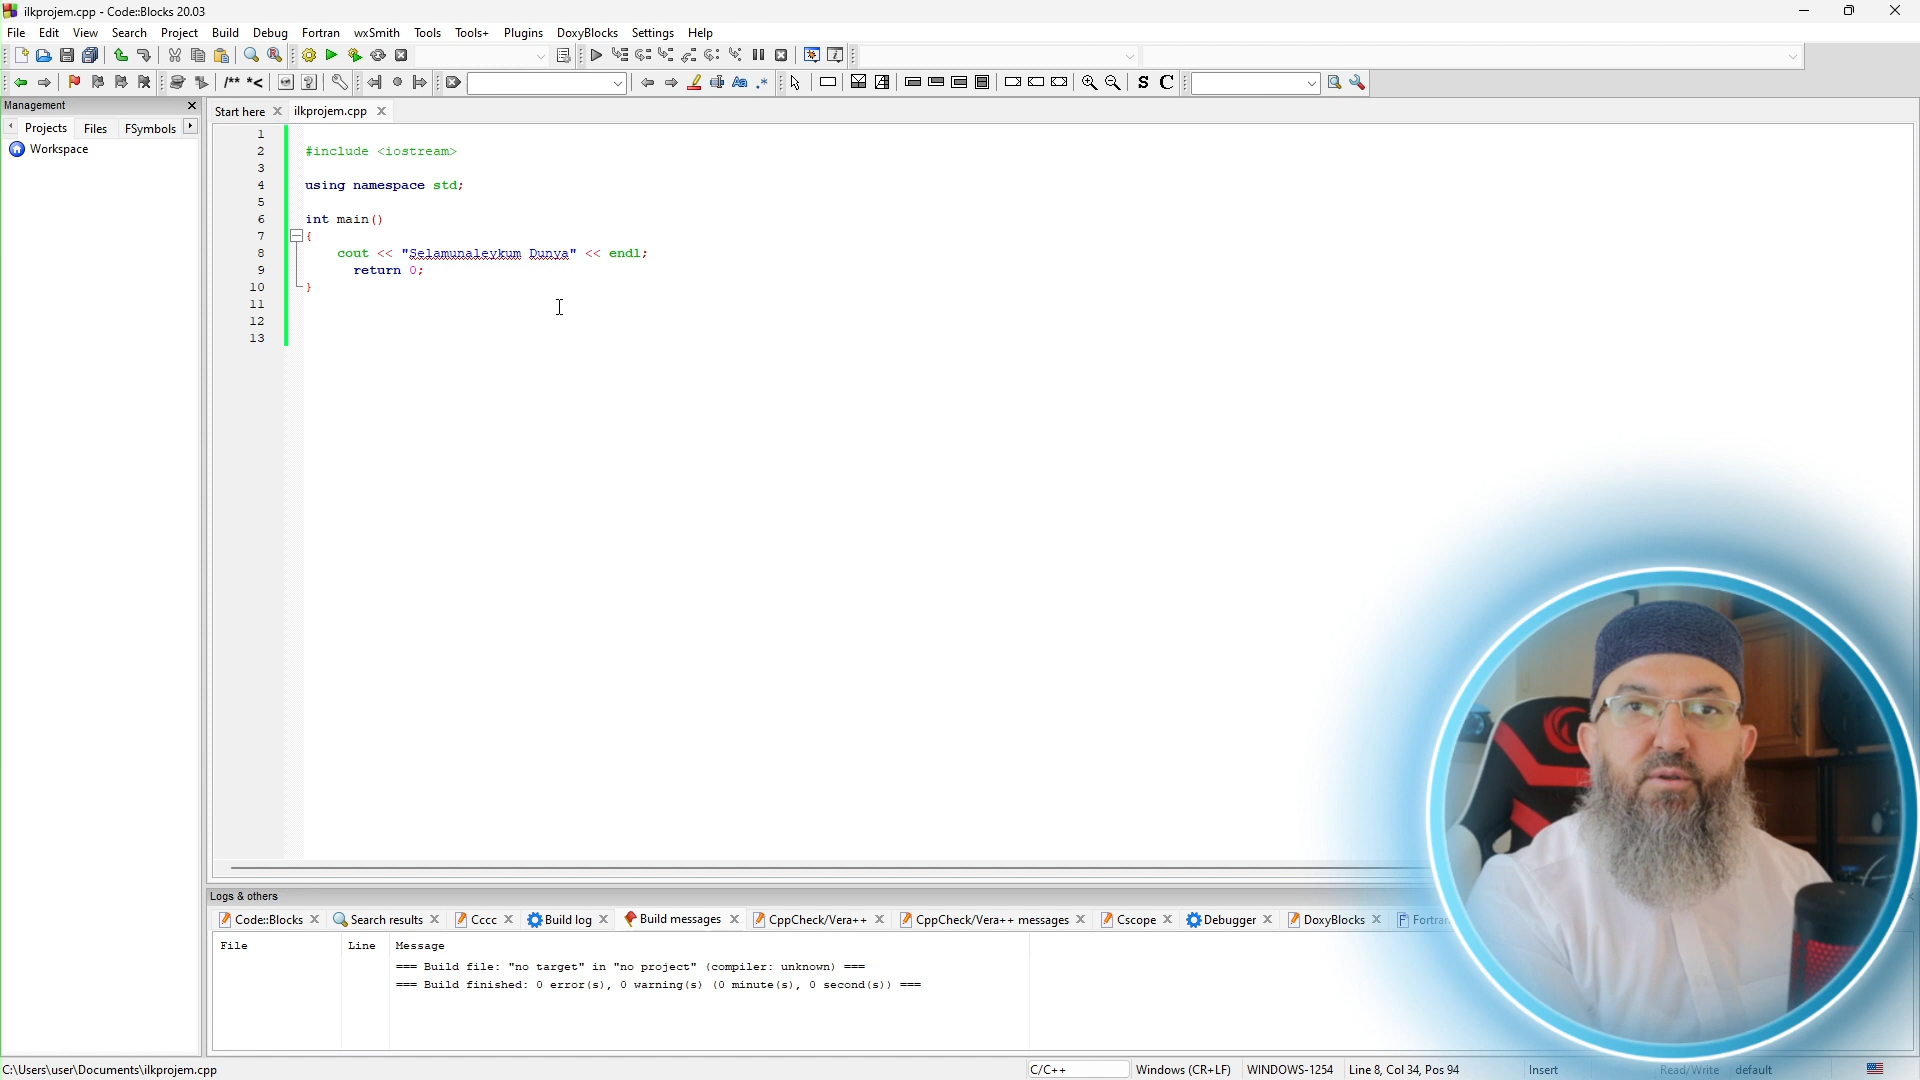 ilkprojem.cpp - Code::Blocks 20.03
File Edit View Search Project Build Debug Fortran wxSmith Tools Tools+ Plugins DoxyBlocks Settings Help
/** *<
Aa .*
S C
Management
Projects Files FSymbols
Workspace
Start here ilkprojem.cpp
1
2 #include <iostream>
3
4 using namespace std;
5
6 int main()
7 {
8 cout << "Selamunaleykum Dunya" << endl;
9 return 0;
10 }
11
12
13
Logs & others
Code::Blocks Search results Cccc Build log Build messages CppCheck/Vera++ CppCheck/Vera++ messages Cscope Debugger DoxyBlocks
File Line Message
=== Build file: "no target" in "no project" (compiler: unknown) ===
=== Build finished: 0 error(s), 0 warning(s) (0 minute(s), 0 second(s)) ===
C:\Users\user\Documents\ilkprojem.cpp C/C++ Windows (CR+LF) WINDOWS-1254 Line 8, Col 34, Pos 94 Insert Read/Write default